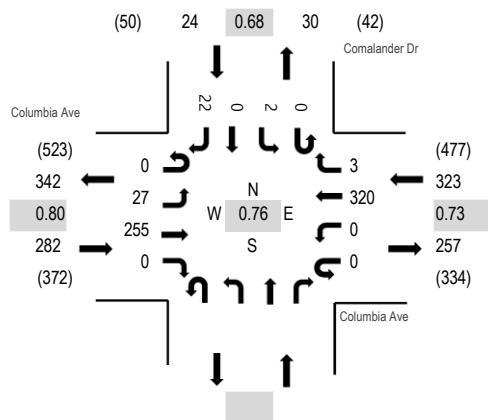 (50) 24 0.68 30 (42)
Comalander Dr
22 0 2 0
Columbia Ave
(523)
342
0.80
282
(372)
0
27
255
0
N
W 0.76 E
S
3
320
0
0
(477)
323
0.73
257
(334)
Columbia Ave